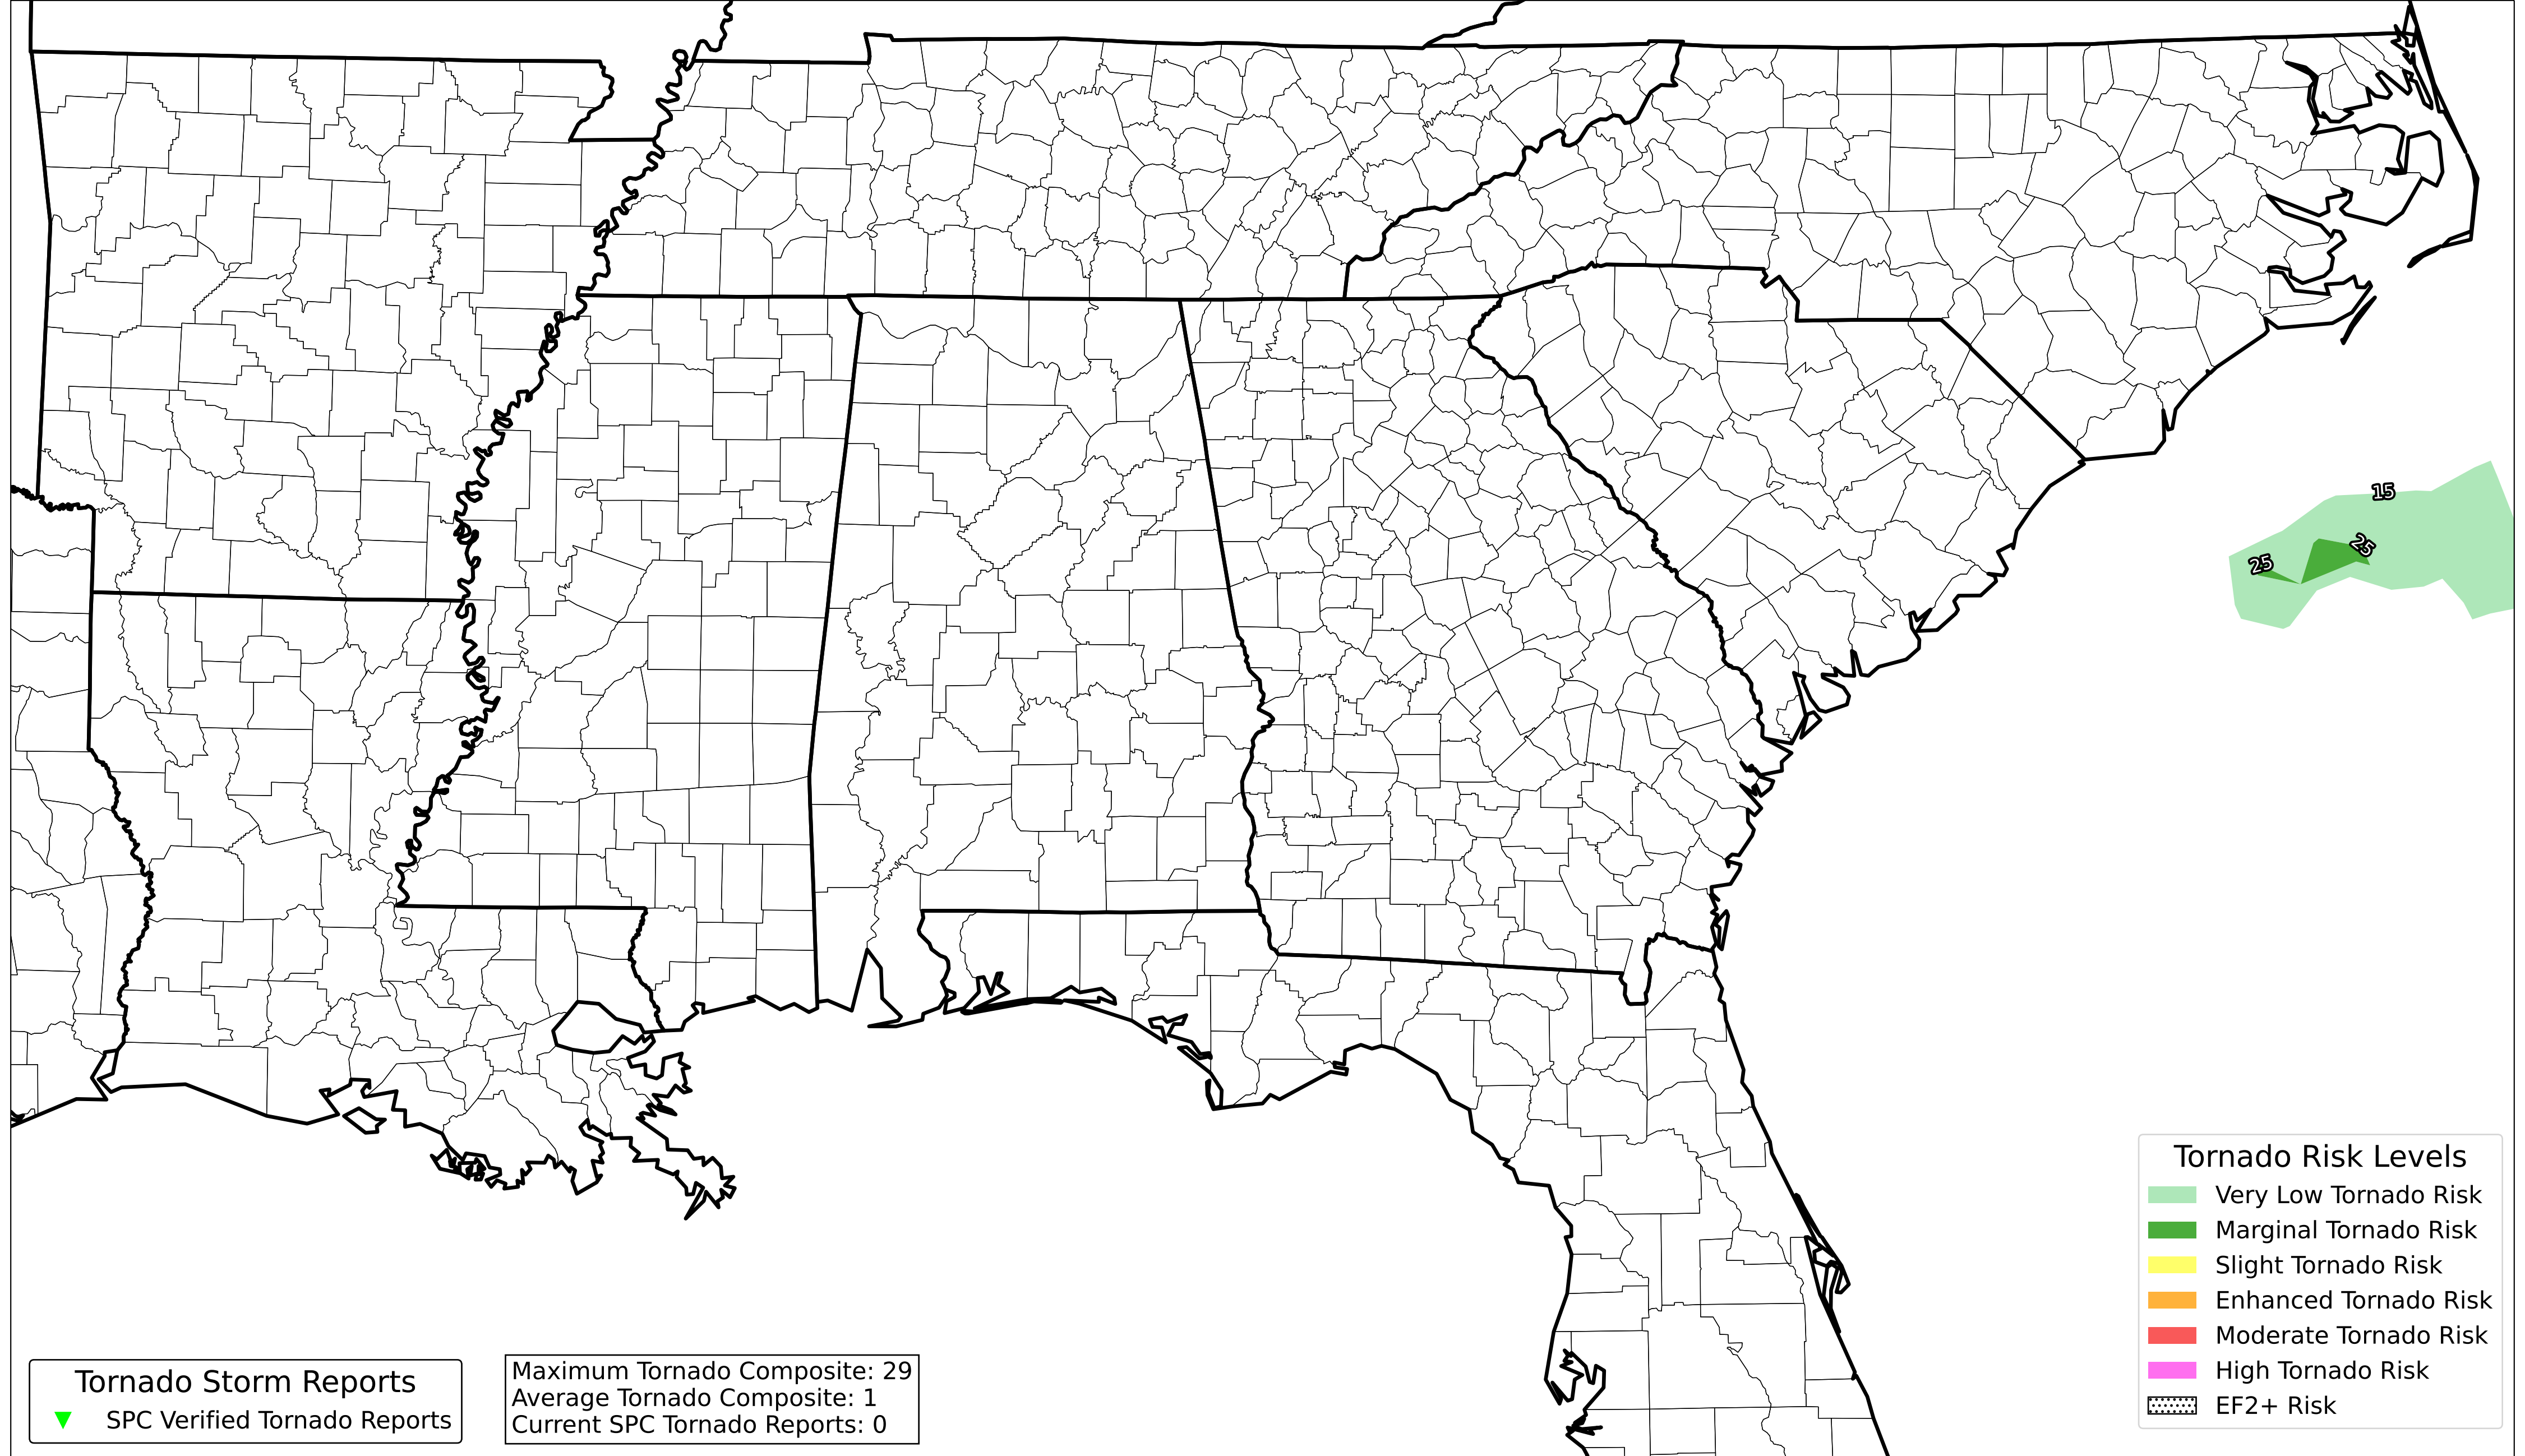 15
25
25
Tornado Risk Levels
Very Low Tornado Risk
Marginal Tornado Risk
Slight Tornado Risk
Enhanced Tornado Risk
Moderate Tornado Risk
High Tornado Risk
EF2+ Risk
Tornado Storm Reports
SPC Verified Tornado Reports
Maximum Tornado Composite: 29
Average Tornado Composite: 1
Current SPC Tornado Reports: 0